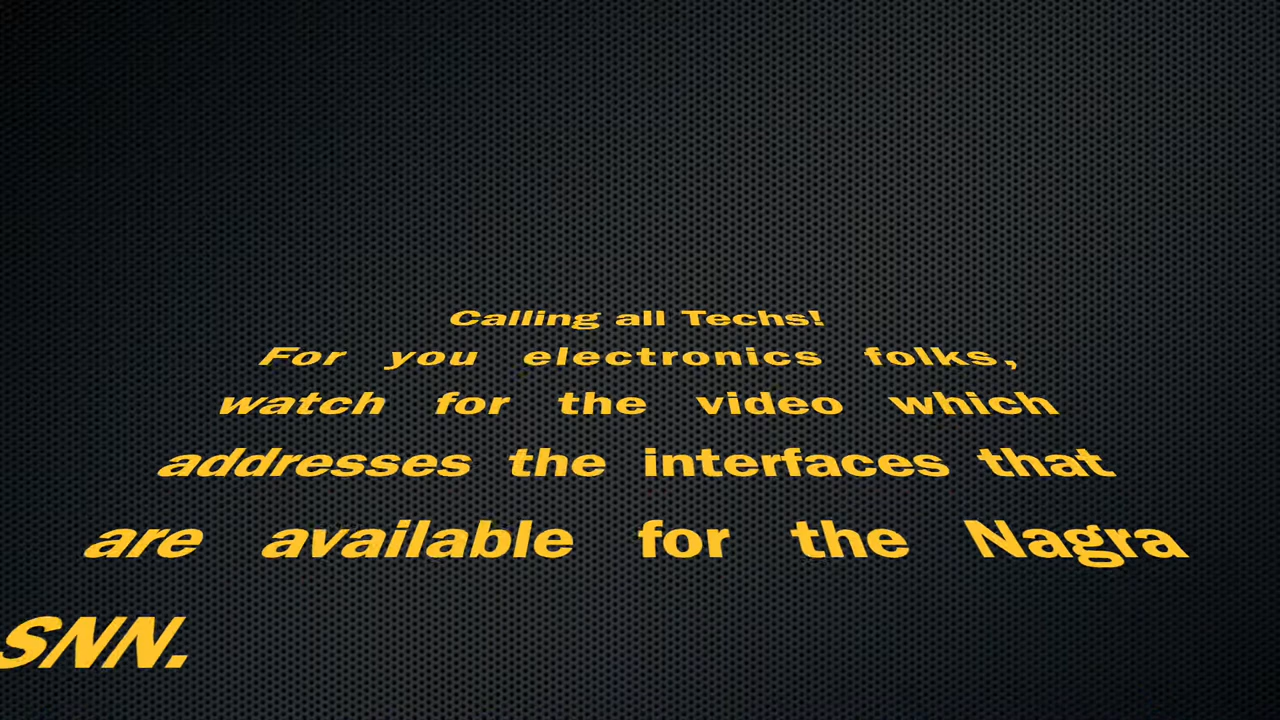 Calling all Techs!
For you electronics folks,
watch for the video which
addresses the interfaces that
are available for the Nagra
SNN.